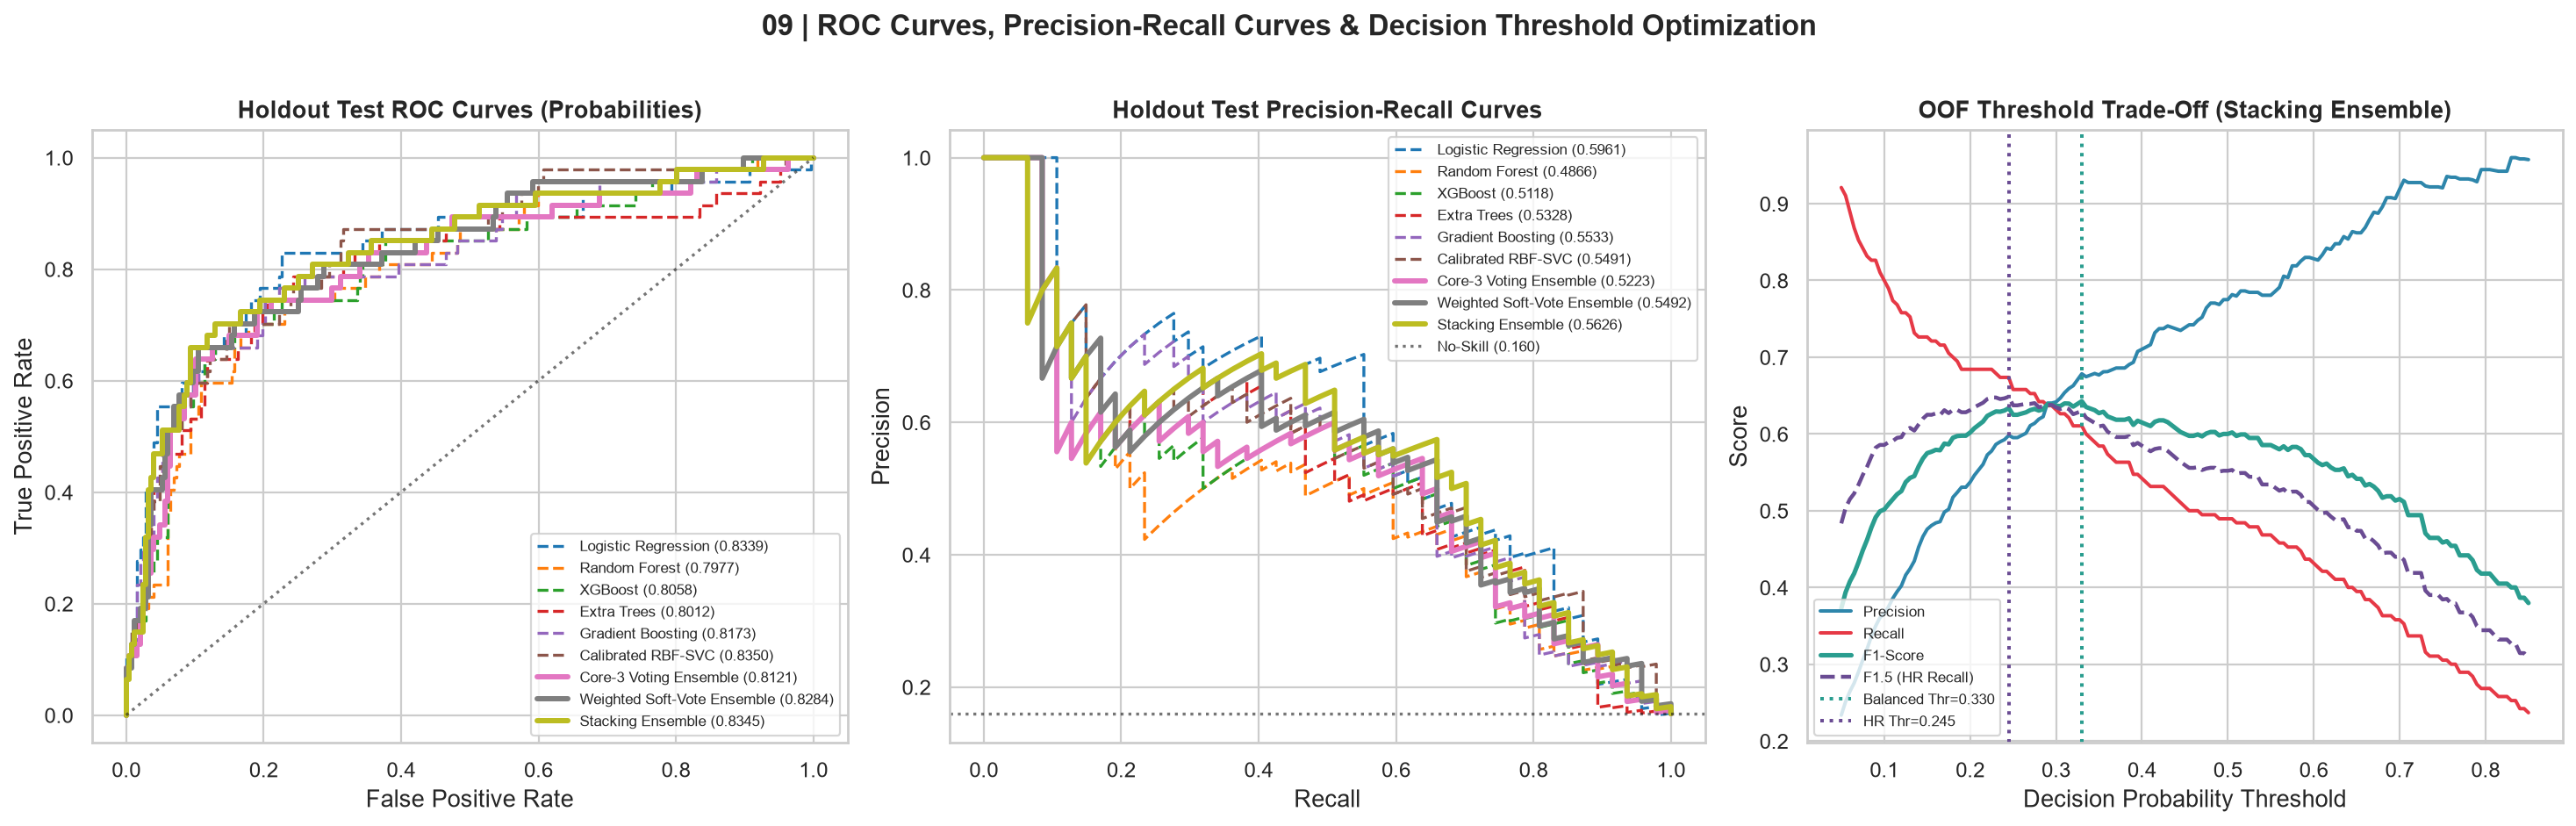 09 | ROC Curves, Precision-Recall Curves & Decision Threshold Optimization
Holdout Test ROC Curves (Probabilities)
True Positive Rate
1.0
0.8
0.6
0.4
0.2
0.0
Logistic Regression (0.8339)
Random Forest (0.7977)
XGBoost (0.8058)
Extra Trees (0.8012)
Gradient Boosting (0.8173)
Calibrated RBF-SVC (0.8350)
Core-3 Voting Ensemble (0.8121)
Weighted Soft-Vote Ensemble (0.8284)
Stacking Ensemble (0.8345)
0.0 0.2 0.4 0.6 0.8 1.0
False Positive Rate
Holdout Test Precision-Recall Curves
Precision
1.0
0.8
0.6
0.4
0.2
Logistic Regression (0.5961)
Random Forest (0.4866)
XGBoost (0.5118)
Extra Trees (0.5328)
Gradient Boosting (0.5533)
Calibrated RBF-SVC (0.5491)
Core-3 Voting Ensemble (0.5223)
Weighted Soft-Vote Ensemble (0.5492)
Stacking Ensemble (0.5626)
No-Skill (0.160)
0.0 0.2 0.4 0.6 0.8 1.0
Recall
OOF Threshold Trade-Off (Stacking Ensemble)
Score
0.9
0.8
0.7
0.6
0.5
0.4
0.3
0.2
Precision
Recall
F1-Score
F1.5 (HR Recall)
Balanced Thr=0.330
HR Thr=0.245
0.1 0.2 0.3 0.4 0.5 0.6 0.7 0.8
Decision Probability Threshold